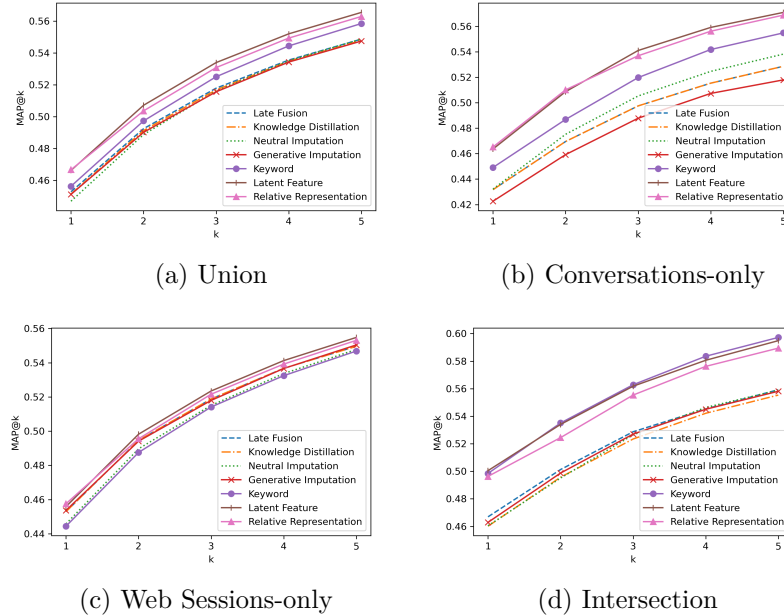 0.56
0.54
0.52
0.50
0.48
0.46
MAP@k
1 2 3 4 5
k
Late Fusion
Knowledge Distillation
Neutral Imputation
Generative Imputation
Keyword
Latent Feature
Relative Representation
(a) Union
0.56
0.54
0.52
0.50
0.48
0.46
0.44
0.42
MAP@k
1 2 3 4 5
k
Late Fusion
Knowledge Distillation
Neutral Imputation
Generative Imputation
Keyword
Latent Feature
Relative Representation
(b) Conversations-only
0.56
0.54
0.52
0.50
0.48
0.46
0.44
MAP@k
1 2 3 4 5
k
Late Fusion
Knowledge Distillation
Neutral Imputation
Generative Imputation
Keyword
Latent Feature
Relative Representation
(c) Web Sessions-only
0.60
0.58
0.56
0.54
0.52
0.50
0.48
0.46
MAP@k
1 2 3 4 5
k
Late Fusion
Knowledge Distillation
Neutral Imputation
Generative Imputation
Keyword
Latent Feature
Relative Representation
(d) Intersection